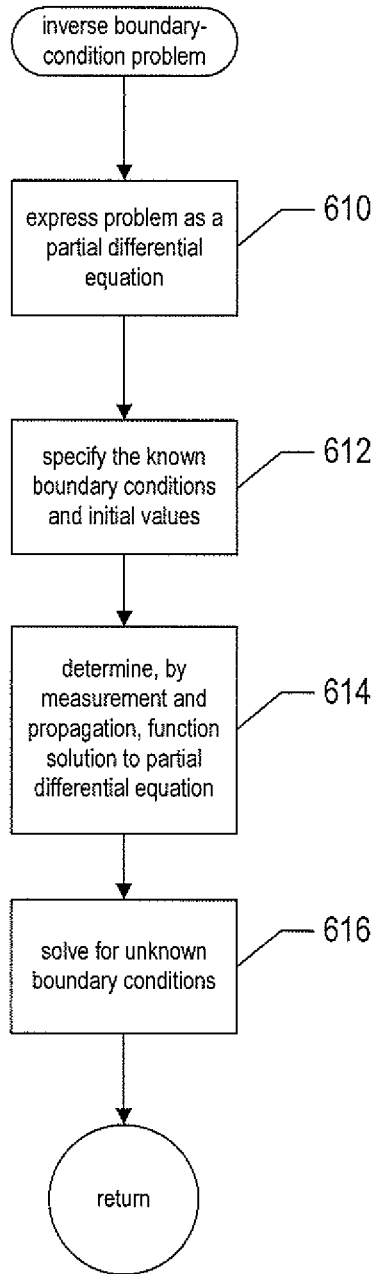 inverse boundary-
condition problem
express problem as a
partial differential
equation
610
specify the known
boundary conditions
and initial values
612
determine, by
measurement and
propagation, function
solution to partial
differential equation
614
solve for unknown
boundary conditions
616
return